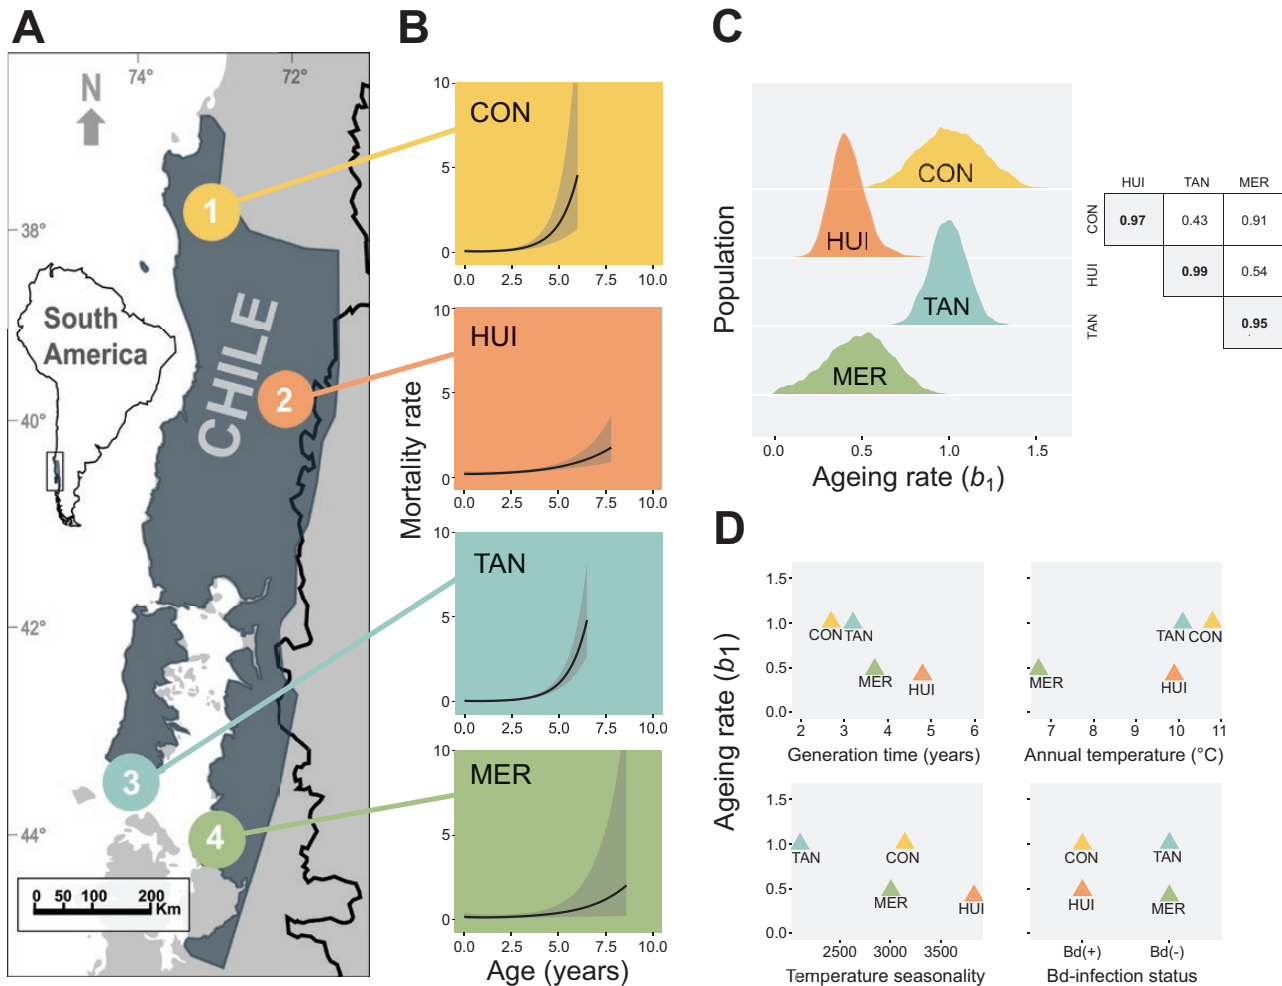 A
74°
72°
N
38°
40°
42°
44°
1
2
3
4
CHILE
South
America
0 50 100 200
Km
B
Mortality rate
CON
10
5
0
0.0 2.5 5.0 7.5 10.0
HUI
10
5
0
0.0 2.5 5.0 7.5 10.0
TAN
10
5
0
0.0 2.5 5.0 7.5 10.0
MER
10
5
0
0.0 2.5 5.0 7.5 10.0
Age (years)
C
Population
CON
HUI
TAN
MER
0.0 0.5 1.0 1.5
Ageing rate (b1)
HUI TAN MER
CON 0.97 0.43 0.91
HUI 0.99 0.54
TAN 0.95
D
Ageing rate (b1)
1.5
1.0
0.5
0.0
CON TAN
MER
HUI
2 3 4 5 6
Generation time (years)
TAN CON
MER
HUI
7 8 9 10 11
Annual temperature (°C)
1.5
1.0
0.5
0.0
TAN
CON
MER
HUI
2500 3000 3500
Temperature seasonality
CON
TAN
HUI
MER
Bd(+) Bd(-)
Bd-infection status